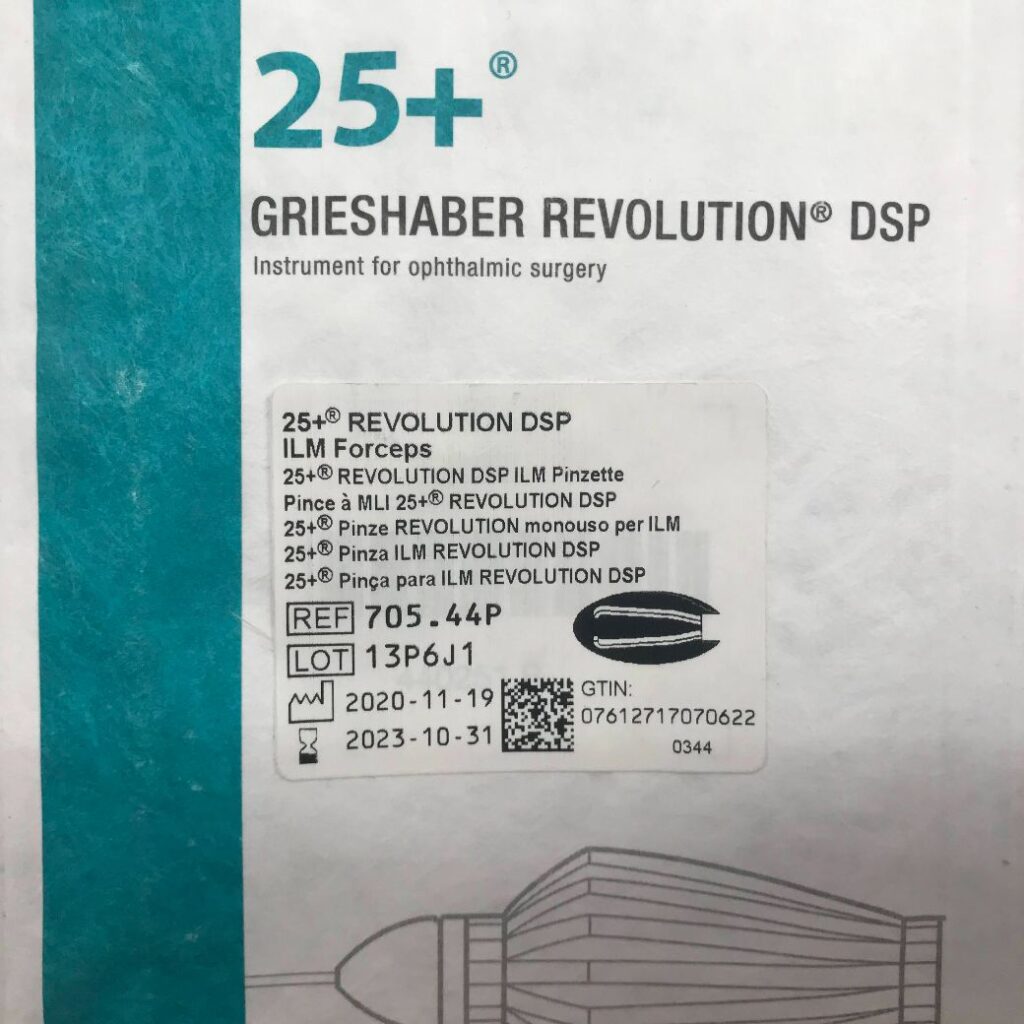 25+®
GRIESHABER REVOLUTION® DSP
Instrument for ophthalmic surgery
25+® REVOLUTION DSP
ILM Forceps
25+® REVOLUTION DSP ILM Pinzette
Pince à MLI 25+® REVOLUTION DSP
25+® Pinze REVOLUTION monouso per ILM
25+® Pinza ILM REVOLUTION DSP
25+® Pinça para ILM REVOLUTION DSP
REF 705.44P
LOT 13P6J1
2020-11-19
2023-10-31
GTIN:
07612717070622
0344